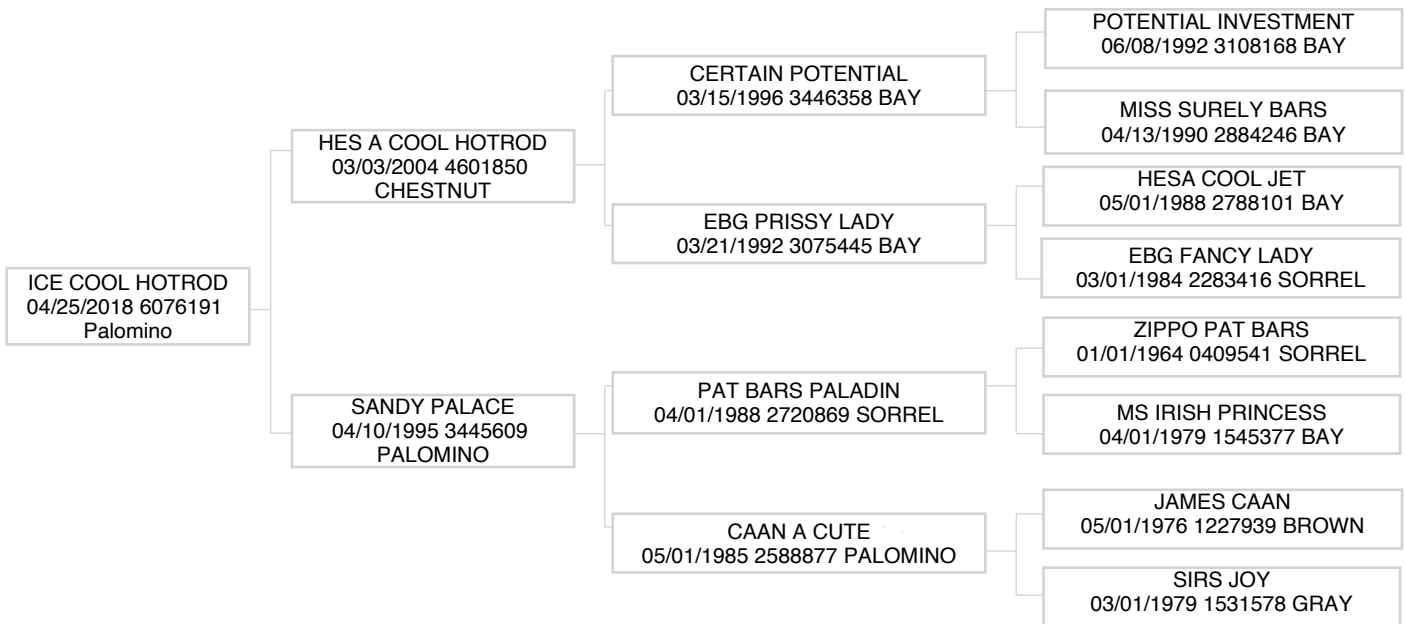 ICE COOL HOTROD
04/25/2018 6076191
Palomino
HES A COOL HOTROD
03/03/2004 4601850
CHESTNUT
SANDY PALACE
04/10/1995 3445609
PALOMINO
CERTAIN POTENTIAL
03/15/1996 3446358 BAY
EBG PRISSY LADY
03/21/1992 3075445 BAY
PAT BARS PALADIN
04/01/1988 2720869 SORREL
CAAN A CUTE
05/01/1985 2588877 PALOMINO
POTENTIAL INVESTMENT
06/08/1992 3108168 BAY
MISS SURELY BARS
04/13/1990 2884246 BAY
HESA COOL JET
05/01/1988 2788101 BAY
EBG FANCY LADY
03/01/1984 2283416 SORREL
ZIPPO PAT BARS
01/01/1964 0409541 SORREL
MS IRISH PRINCESS
04/01/1979 1545377 BAY
JAMES CAAN
05/01/1976 1227939 BROWN
SIRS JOY
03/01/1979 1531578 GRAY